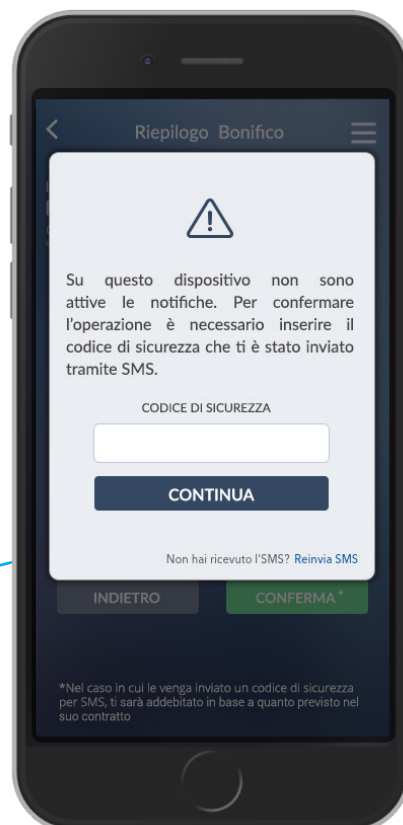 Riepilogo Bonifico
Su questo dispositivo non sono
attive le notifiche. Per confermare
l'operazione è necessario inserire il
codice di sicurezza che ti è stato inviato
tramite SMS.
CODICE DI SICUREZZA
CONTINUA
Non hai ricevuto l'SMS? Reinvia SMS
INDIETRO
CONFERMA*
*Nel caso in cui le venga inviato un codice di sicurezza
per SMS, ti sarà addebitato in base a quanto previsto nel
suo contratto